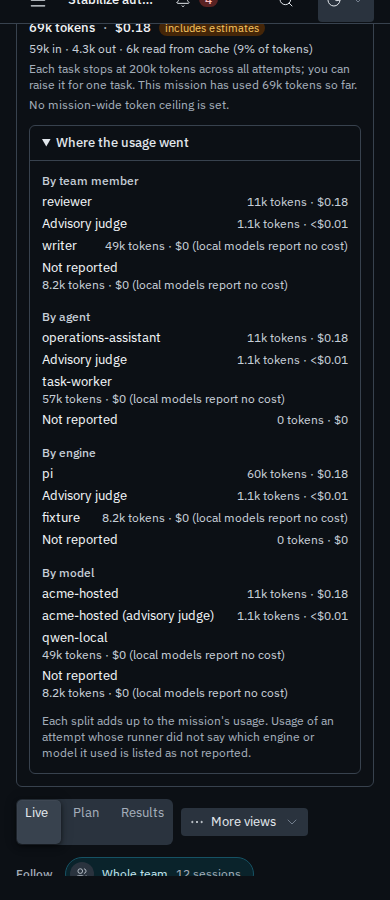 Stabilize aut...
4
69k tokens · $0.18 includes estimates
59k in · 4.3k out · 6k read from cache (9% of tokens)
Each task stops at 200k tokens across all attempts; you can
raise it for one task. This mission has used 69k tokens so far.
No mission-wide token ceiling is set.
▼ Where the usage went
By team member
reviewer 11k tokens · $0.18
Advisory judge 1.1k tokens · <$0.01
writer 49k tokens · $0 (local models report no cost)
Not reported
8.2k tokens · $0 (local models report no cost)
By agent
operations-assistant 11k tokens · $0.18
Advisory judge 1.1k tokens · <$0.01
task-worker
57k tokens · $0 (local models report no cost)
Not reported 0 tokens · $0
By engine
pi 60k tokens · $0.18
Advisory judge 1.1k tokens · <$0.01
fixture 8.2k tokens · $0 (local models report no cost)
Not reported 0 tokens · $0
By model
acme-hosted 11k tokens · $0.18
acme-hosted (advisory judge) 1.1k tokens · <$0.01
qwen-local
49k tokens · $0 (local models report no cost)
Not reported
8.2k tokens · $0 (local models report no cost)
Each split adds up to the mission's usage. Usage of an
attempt whose runner did not say which engine or
model it used is listed as not reported.
Live Plan Results ··· More views
Follow Whole team 12 sessions